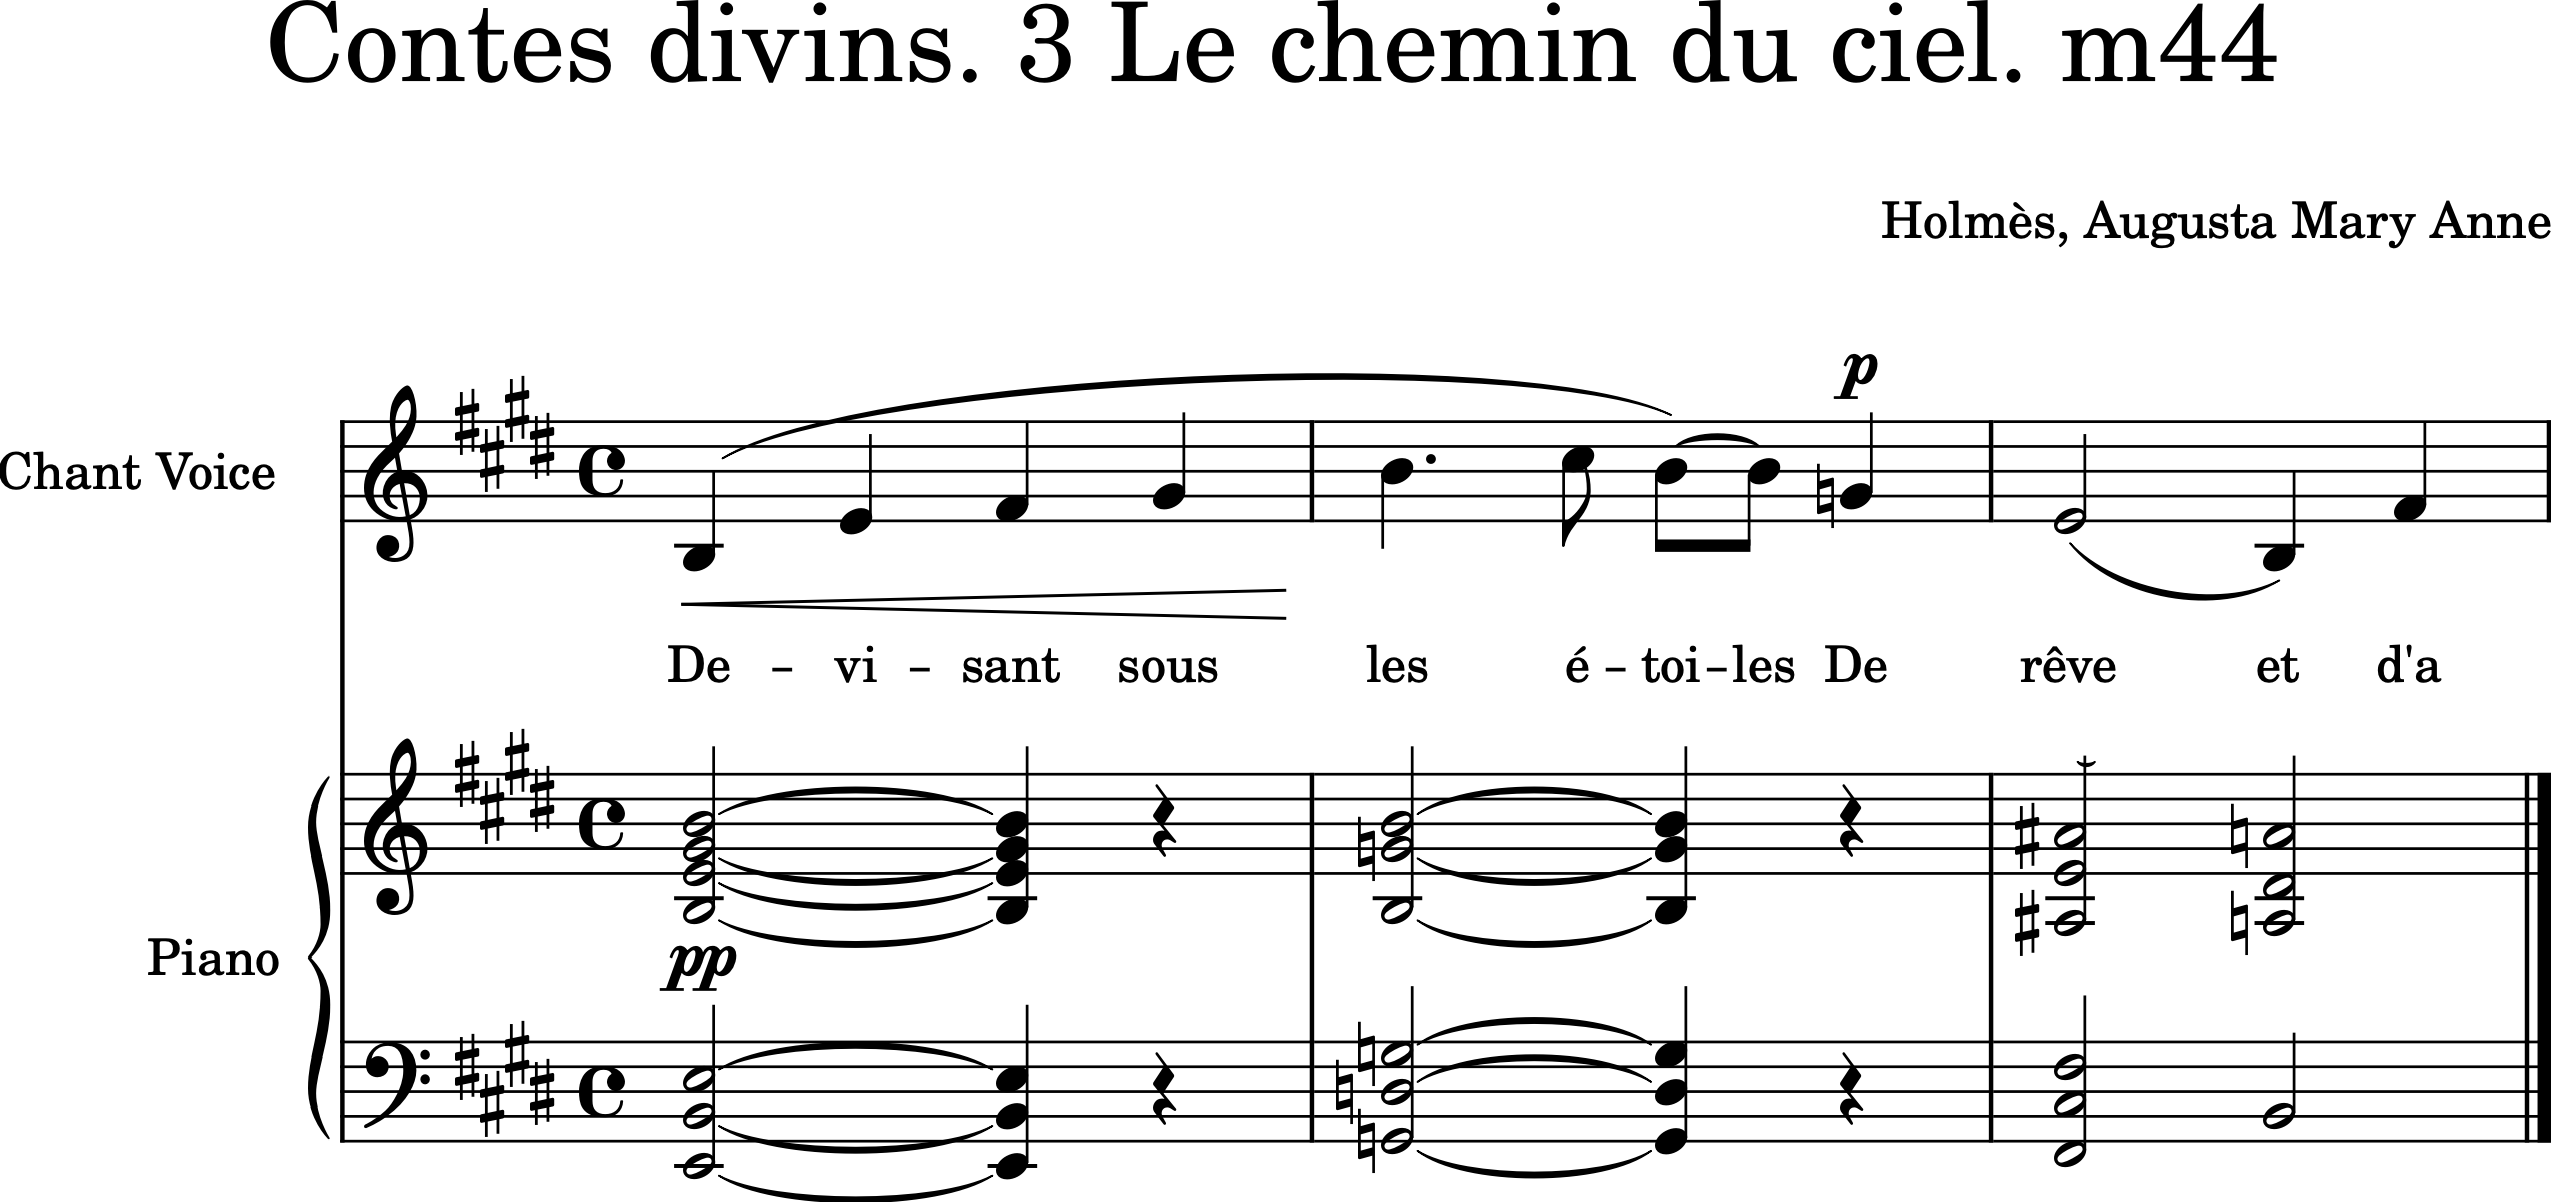 Contes divins. 3 Le chemin du ciel. m44
Holmès, Augusta Mary Anne
p
Chant Voice
De - vi - sant sous les é - toi - les De rêve et d'a
Piano
pp